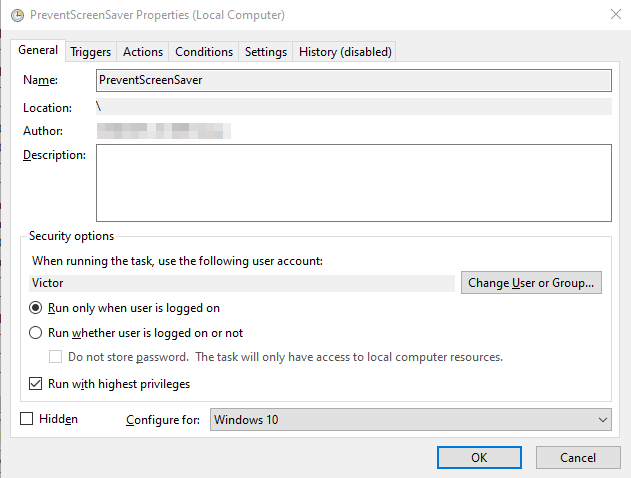 PreventScreenSaver Properties (Local Computer)
General Triggers Actions Conditions Settings History (disabled)
Name: PreventScreenSaver
Location: \
Author:
Description:
Security options
When running the task, use the following user account:
Victor Change User or Group...
Run only when user is logged on
Run whether user is logged on or not
Do not store password. The task will only have access to local computer resources.
Run with highest privileges
Hidden Configure for: Windows 10
OK Cancel